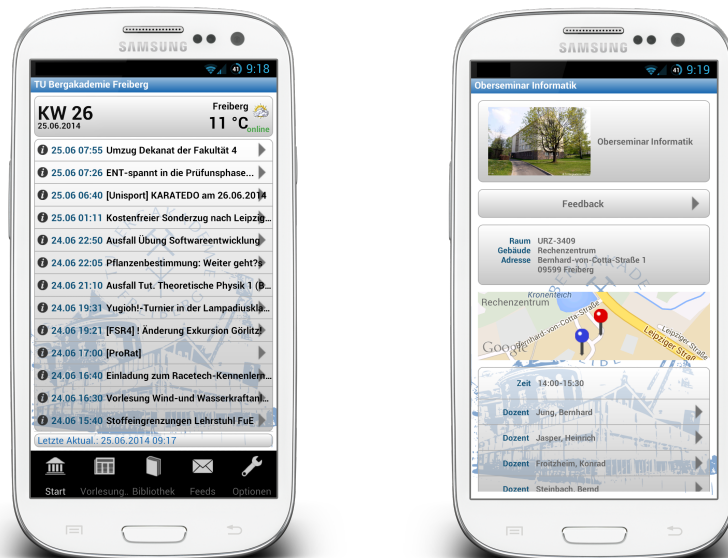 SAMSUNG
9:18
TU Bergakademie Freiberg
KW 26
25.06.2014
Freiberg
11 °C
online
25.06 07:55 Umzug Dekanat der Fakultät 4
25.06 07:26 ENT-spannt in die Prüfunsphase...
25.06 06:40 [Unisport] KARATEDO am 26.06.2014
25.06 01:11 Kostenfreier Sonderzug nach Leipzig...
24.06 22:50 Ausfall Übung Softwareentwicklung
24.06 22:05 Pflanzenbestimmung: Weiter geht?s
24.06 21:10 Ausfall Tut. Theoretische Physik 1 (B...
24.06 19:31 Yugioh!-Turnier in der Lampadiuskla...
24.06 19:21 [FSR4] ! Änderung Exkursion Görlitz!
24.06 17:00 [ProRat]
24.06 16:40 Einladung zum Racetech-Kennenlern...
24.06 16:30 Vorlesung Wind-und Wasserkraftanl...
24.06 15:40 Stoffeingrenzungen Lehrstuhl FuE
Letzte Aktual.: 25.06.2014 09:17
Start Vorlesung.. Bibliothek Feeds Optionen
SAMSUNG
9:19
Oberseminar Informatik
Oberseminar Informatik
Feedback
Raum URZ-3409
Gebäude Rechenzentrum
Adresse Bernhard-von-Cotta-Straße 1
09599 Freiberg
Kronenteich
Rechenzentrum
Bernhard-von-Cotta-Straße
Leipziger Straße
Leipziger Straße
Google
Zeit 14:00-15:30
Dozent Jung, Bernhard
Dozent Jasper, Heinrich
Dozent Froitzheim, Konrad
Dozent Steinbach, Bernd